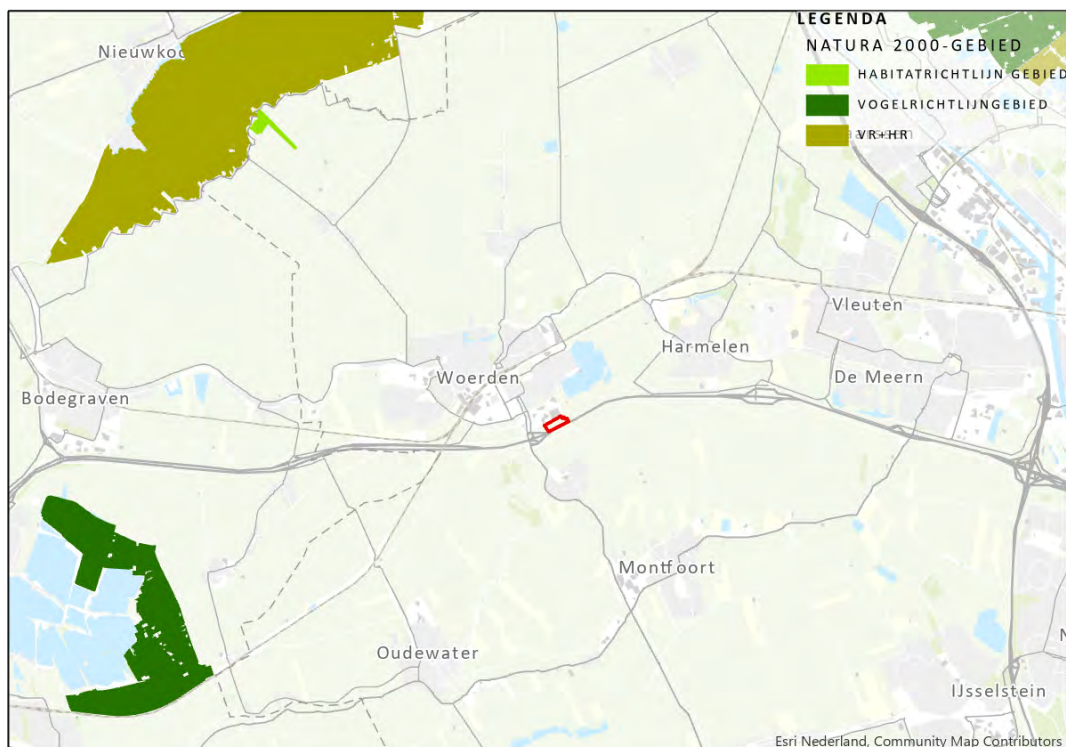 LEGENDA
NATURA 2000-GEBIED
HABITATRICHTLIJN GEBIED
VOGELRICHTLIJNGEBIED
VR+HR
Nieuwkoo
aarssen
Vleuten
Harmelen
Woerden
De Meern
Bodegraven
Montfoort
Oudewater
N
IJsselstein
Esri Nederland, Community Map Contributors